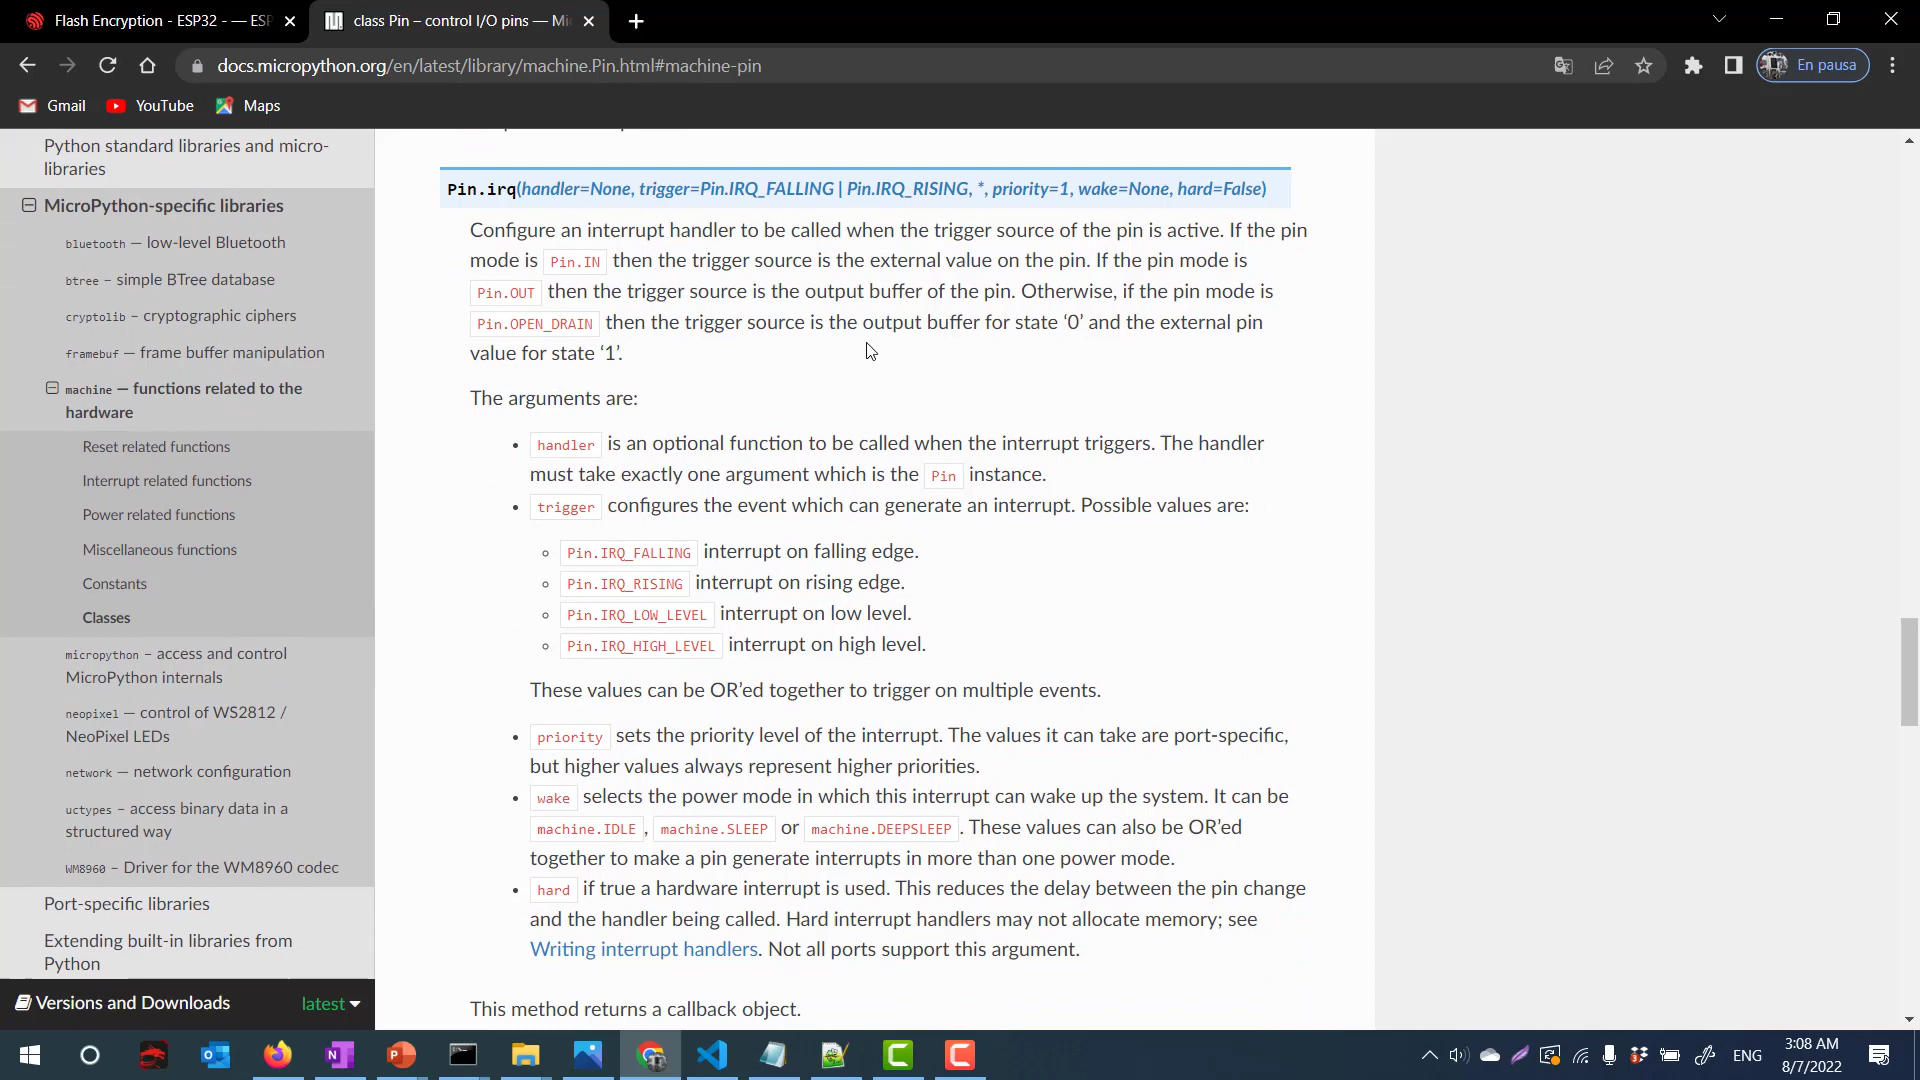 Flash Encryption - ESP32 - — ESP
class Pin – control I/O pins — Mi
docs.micropython.org/en/latest/library/machine.Pin.html#machine-pin
En pausa
Gmail
YouTube
Maps
Python standard libraries and micro-
libraries
MicroPython-specific libraries
bluetooth — low-level Bluetooth
btree – simple BTree database
cryptolib – cryptographic ciphers
framebuf — frame buffer manipulation
machine — functions related to the
hardware
Reset related functions
Interrupt related functions
Power related functions
Miscellaneous functions
Constants
Classes
micropython – access and control
MicroPython internals
neopixel — control of WS2812 /
NeoPixel LEDs
network — network configuration
uctypes – access binary data in a
structured way
WM8960 – Driver for the WM8960 codec
Port-specific libraries
Extending built-in libraries from
Python
Versions and Downloads
latest
Pin.irq(handler=None, trigger=Pin.IRQ_FALLING | Pin.IRQ_RISING, *, priority=1, wake=None, hard=False)
Configure an interrupt handler to be called when the trigger source of the pin is active. If the pin
mode is Pin.IN then the trigger source is the external value on the pin. If the pin mode is
Pin.OUT then the trigger source is the output buffer of the pin. Otherwise, if the pin mode is
Pin.OPEN_DRAIN then the trigger source is the output buffer for state ‘0’ and the external pin
value for state ‘1’.
The arguments are:
• handler is an optional function to be called when the interrupt triggers. The handler
must take exactly one argument which is the Pin instance.
• trigger configures the event which can generate an interrupt. Possible values are:
◦ Pin.IRQ_FALLING interrupt on falling edge.
◦ Pin.IRQ_RISING interrupt on rising edge.
◦ Pin.IRQ_LOW_LEVEL interrupt on low level.
◦ Pin.IRQ_HIGH_LEVEL interrupt on high level.
These values can be OR’ed together to trigger on multiple events.
• priority sets the priority level of the interrupt. The values it can take are port-specific,
but higher values always represent higher priorities.
• wake selects the power mode in which this interrupt can wake up the system. It can be
machine.IDLE , machine.SLEEP or machine.DEEPSLEEP . These values can also be OR’ed
together to make a pin generate interrupts in more than one power mode.
• hard if true a hardware interrupt is used. This reduces the delay between the pin change
and the handler being called. Hard interrupt handlers may not allocate memory; see
Writing interrupt handlers. Not all ports support this argument.
This method returns a callback object.
ENG
3:08 AM
8/7/2022